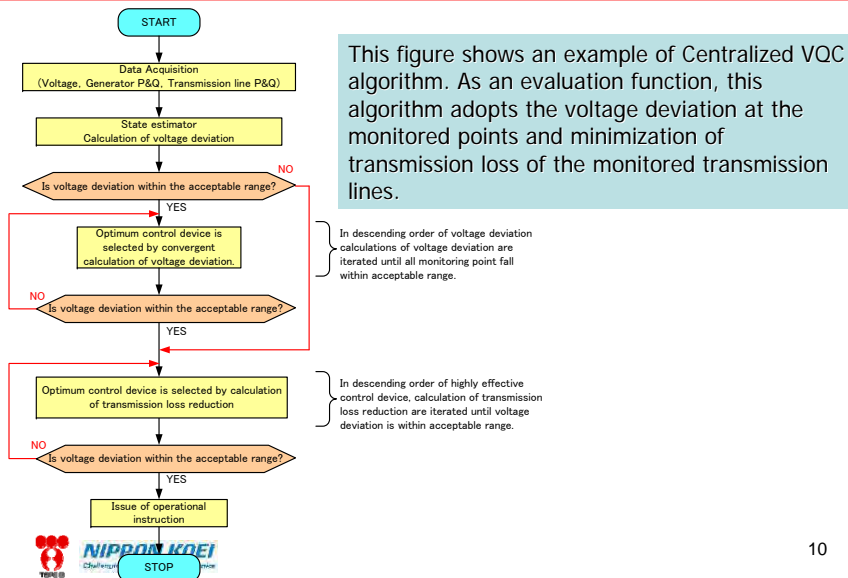 START
Data Acquisition
(Voltage, Generator P&Q, Transmission line P&Q)
State estimator
Calculation of voltage deviation
NO
Is voltage deviation within the acceptable range?
YES
Optimum control device is
selected by convergent
calculation of voltage deviation.
In descending order of voltage deviation
calculations of voltage deviation are
iterated until all monitoring point fall
within acceptable range.
NO
Is voltage deviation within the acceptable range?
YES
Optimum control device is selected by calculation
of transmission loss reduction
In descending order of highly effective
control device, calculation of transmission
loss reduction are iterated until voltage
deviation is within acceptable range.
NO
Is voltage deviation within the acceptable range?
YES
Issue of operational
instruction
STOP
This figure shows an example of Centralized VQC
algorithm. As an evaluation function, this
algorithm adopts the voltage deviation at the
monitored points and minimization of
transmission loss of the monitored transmission
lines.
NIPPON KOEI
10